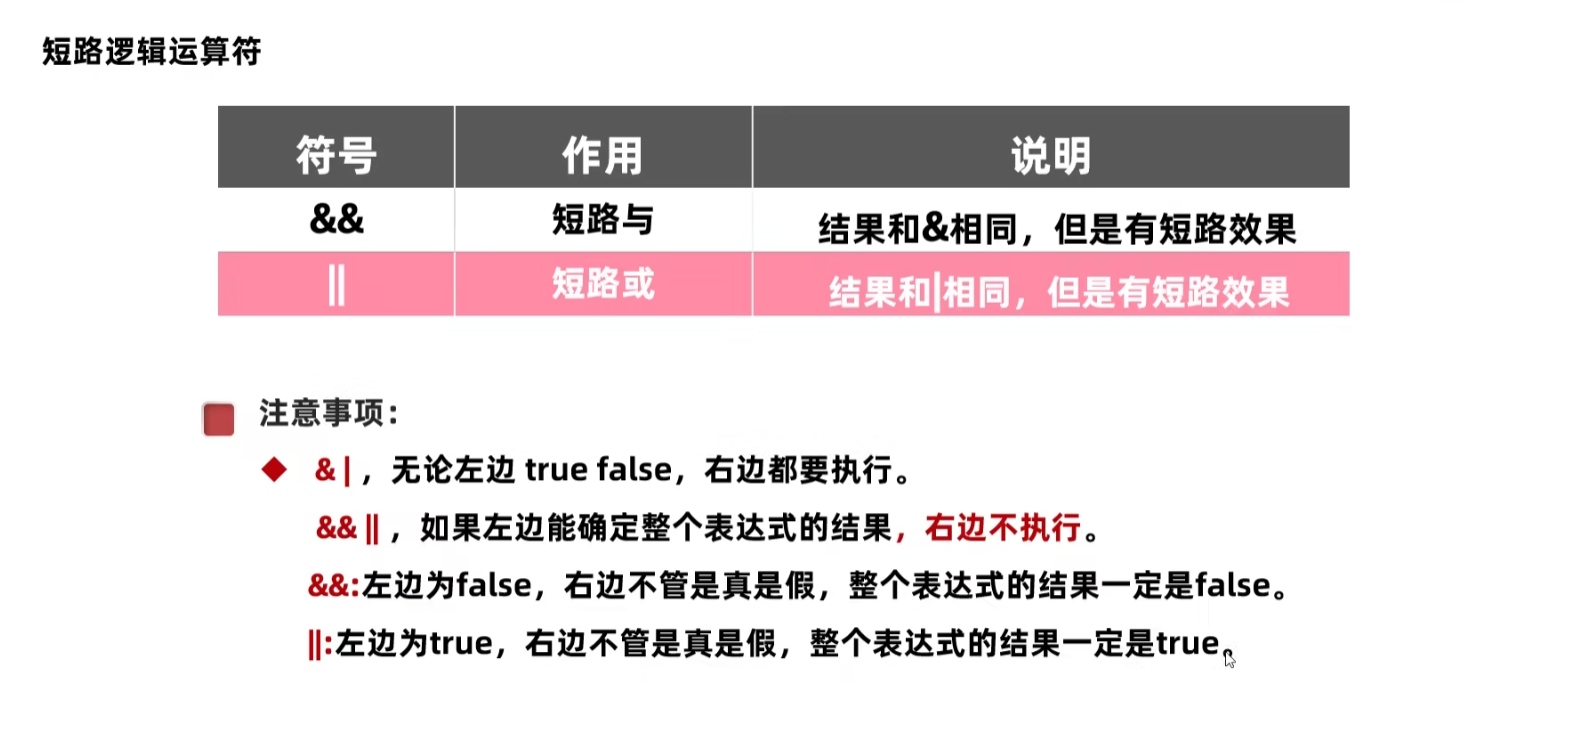 短路逻辑运算符
符号 作用 说明
&& 短路与 结果和&相同，但是有短路效果
|| 短路或 结果和|相同，但是有短路效果
注意事项：
& |，无论左边 true false，右边都要执行。
&& ||，如果左边能确定整个表达式的结果，右边不执行。
&&:左边为false，右边不管是真是假，整个表达式的结果一定是false。
||:左边为true，右边不管是真是假，整个表达式的结果一定是true。